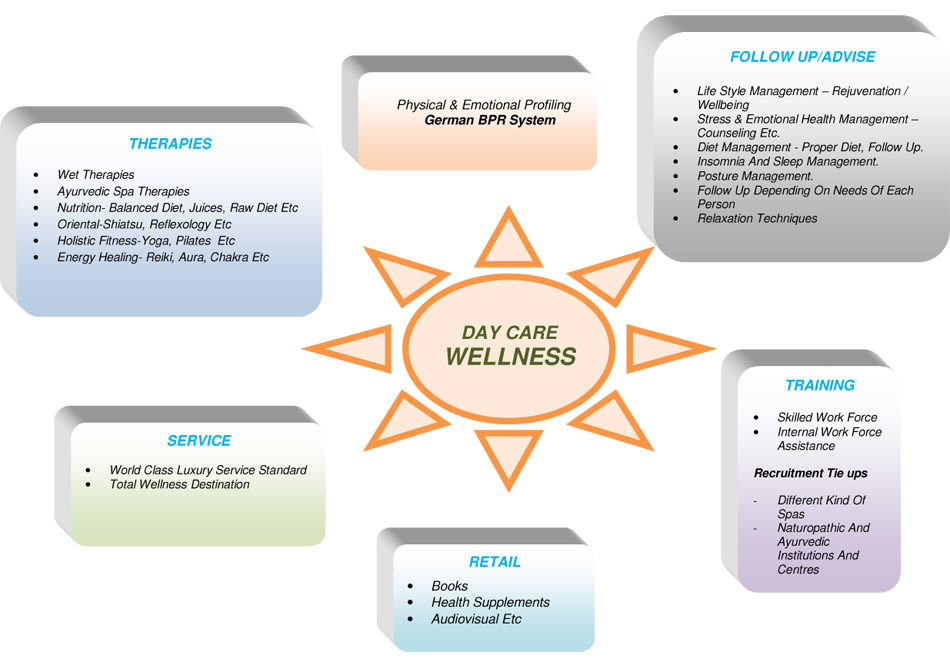 Physical & Emotional Profiling
German BPR System
FOLLOW UP/ADVISE
• Life Style Management – Rejuvenation /
Wellbeing
• Stress & Emotional Health Management –
Counseling Etc.
• Diet Management - Proper Diet, Follow Up.
• Insomnia And Sleep Management.
• Posture Management.
• Follow Up Depending On Needs Of Each
Person
• Relaxation Techniques
THERAPIES
• Wet Therapies
• Ayurvedic Spa Therapies
• Nutrition- Balanced Diet, Juices, Raw Diet Etc
• Oriental-Shiatsu, Reflexology Etc
• Holistic Fitness-Yoga, Pilates Etc
• Energy Healing- Reiki, Aura, Chakra Etc
DAY CARE
WELLNESS
TRAINING
• Skilled Work Force
• Internal Work Force
Assistance
Recruitment Tie ups
- Different Kind Of
Spas
- Naturopathic And
Ayurvedic
Institutions And
Centres
SERVICE
• World Class Luxury Service Standard
• Total Wellness Destination
RETAIL
• Books
• Health Supplements
• Audiovisual Etc